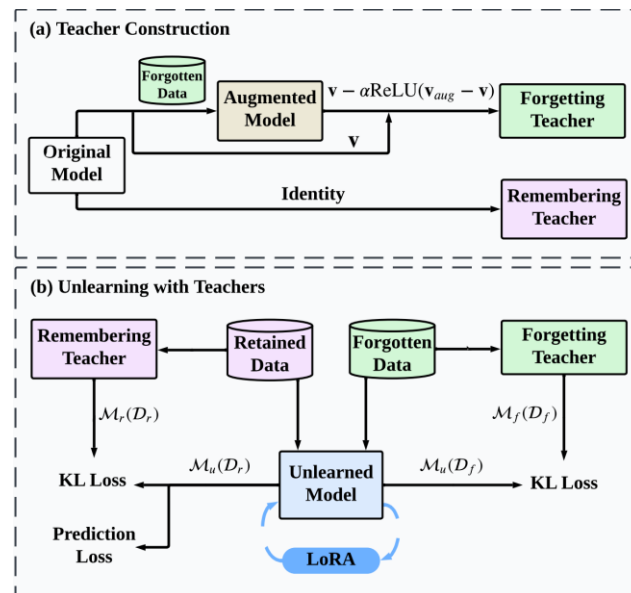 (a) Teacher Construction
Forgotten
Data
Augmented
Model
v − αReLU(v_aug − v)
Forgetting
Teacher
Original
Model
v
Identity
Remembering
Teacher
(b) Unlearning with Teachers
Remembering
Teacher
Retained
Data
Forgotten
Data
Forgetting
Teacher
ℳ_r(𝒟_r)
ℳ_f(𝒟_f)
KL Loss
ℳ_u(𝒟_r)
Unlearned
Model
ℳ_u(𝒟_f)
KL Loss
Prediction
Loss
LoRA